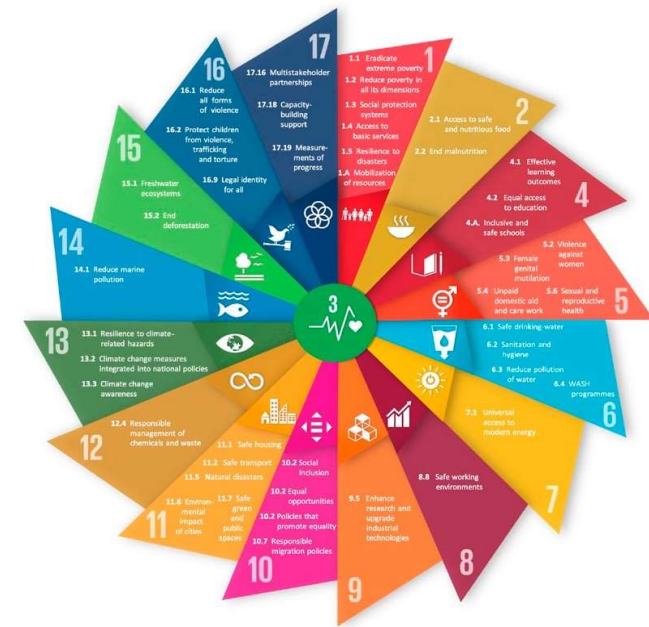 1
1.1 Eradicate
extreme poverty
1.2 Reduce poverty in
all its dimensions
1.3 Social protection
systems
1.4 Access to
basic services
1.5 Resilience to
disasters
1.A Mobilization
of resources
2
2.1 Access to safe
and nutritious food
2.2 End malnutrition
3
4
4.1 Effective
learning
outcomes
4.2 Equal access
to education
4.A. Inclusive and
safe schools
5
5.2 Violence
against
women
5.3 Female
genital
mutilation
5.4 Unpaid
domestic aid
and care work
5.6 Sexual and
reproductive
health
6
6.1 Safe drinking-water
6.2 Sanitation and
hygiene
6.3 Reduce pollution
of water
6.4 WASH
programmes
7
7.1 Universal
access to
modern energy
8
8.8 Safe working
environments
9
9.5 Enhance
research and
upgrade
industrial
technologies
10
10.2 Social
inclusion
10.2 Equal
opportunities
10.2 Policies that
promote equality
10.7 Responsible
migration policies
11
11.1 Safe housing
11.2 Safe transport
11.5 Natural disasters
11.6 Environ-
mental
impact
of cities
11.7 Safe
green
and
public
spaces
12
12.4 Responsible
management of
chemicals and waste
13
13.1 Resilience to climate-
related hazards
13.2 Climate change measures
integrated into national policies
13.3 Climate change
awareness
14
14.1 Reduce marine
pollution
15
15.1 Freshwater
ecosystems
15.2 End
deforestation
16
16.1 Reduce
all forms
of violence
16.2 Protect children
from violence,
trafficking
and torture
16.9 Legal identity
for all
17
17.16 Multistakeholder
partnerships
17.18 Capacity-
building
support
17.19 Measure-
ments of
progress